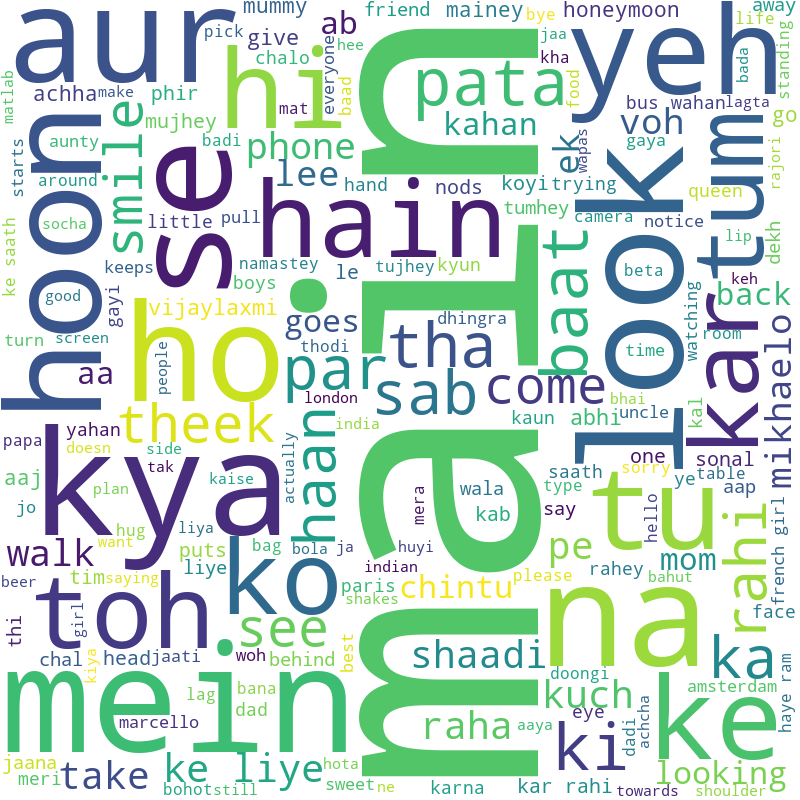 aur
mummy
pick
give
ab
friend
mainey
bye
honeymoon
life
away
hi
chalo
everyone
hee
jaa
yeh
bada
standing
matlab
achha
make
phir
mat
baad
pata
kha
food
bus
wahan
lagta
go
aunty
mujhey
badi
phone
kahan
voh
starts
hoon
smile
se
lee
hand
nods
koyi
trying
ek
wapas
gaya
tum
rajori
around
little
pull
hain
main
tumhey
camera
queen
notice
lip
dekh
ke saath
socha
keeps
namastey
le
tujhey
kyun
baat
look
beta
keh
good
gayi
vijaylaxmi
boys
goes
dhingra
watching
room
kar
back
turn
screen
ho
people
thodi
par
tha
time
mikhaelo
aa
london
sab
come
bhai
papa
yahan
theek
haan
india
kaun
abhi
uncle
kal
doesn
side
actually
one
sonal
aaj
kya
tak
kaise
mera
wala
saath
sorry
ye
table
aap
jo
plan
hug
liya
bag
kab
type
tu
say
hello
french girl
walk
want
puts
bola
ja
huyi
pe
mom
rahi
beer
tim
saying
liye
ko
indian
paris
chintu
please
rahey
bahut
face
thi
girl
toh
shakes
na
see
best
shaadi
ka
haye ram
chal
head
jaati
woh
behind
doongi
kiya
mein
lag
bana
dad
raha
aaya
kuch
eye
dadi
achcha
amsterdam
marcello
ki
ke
jaana
meri
take
ke liye
hota
looking
bohot
still
sweet
ne
karna
kar rahi
towards
shoulder